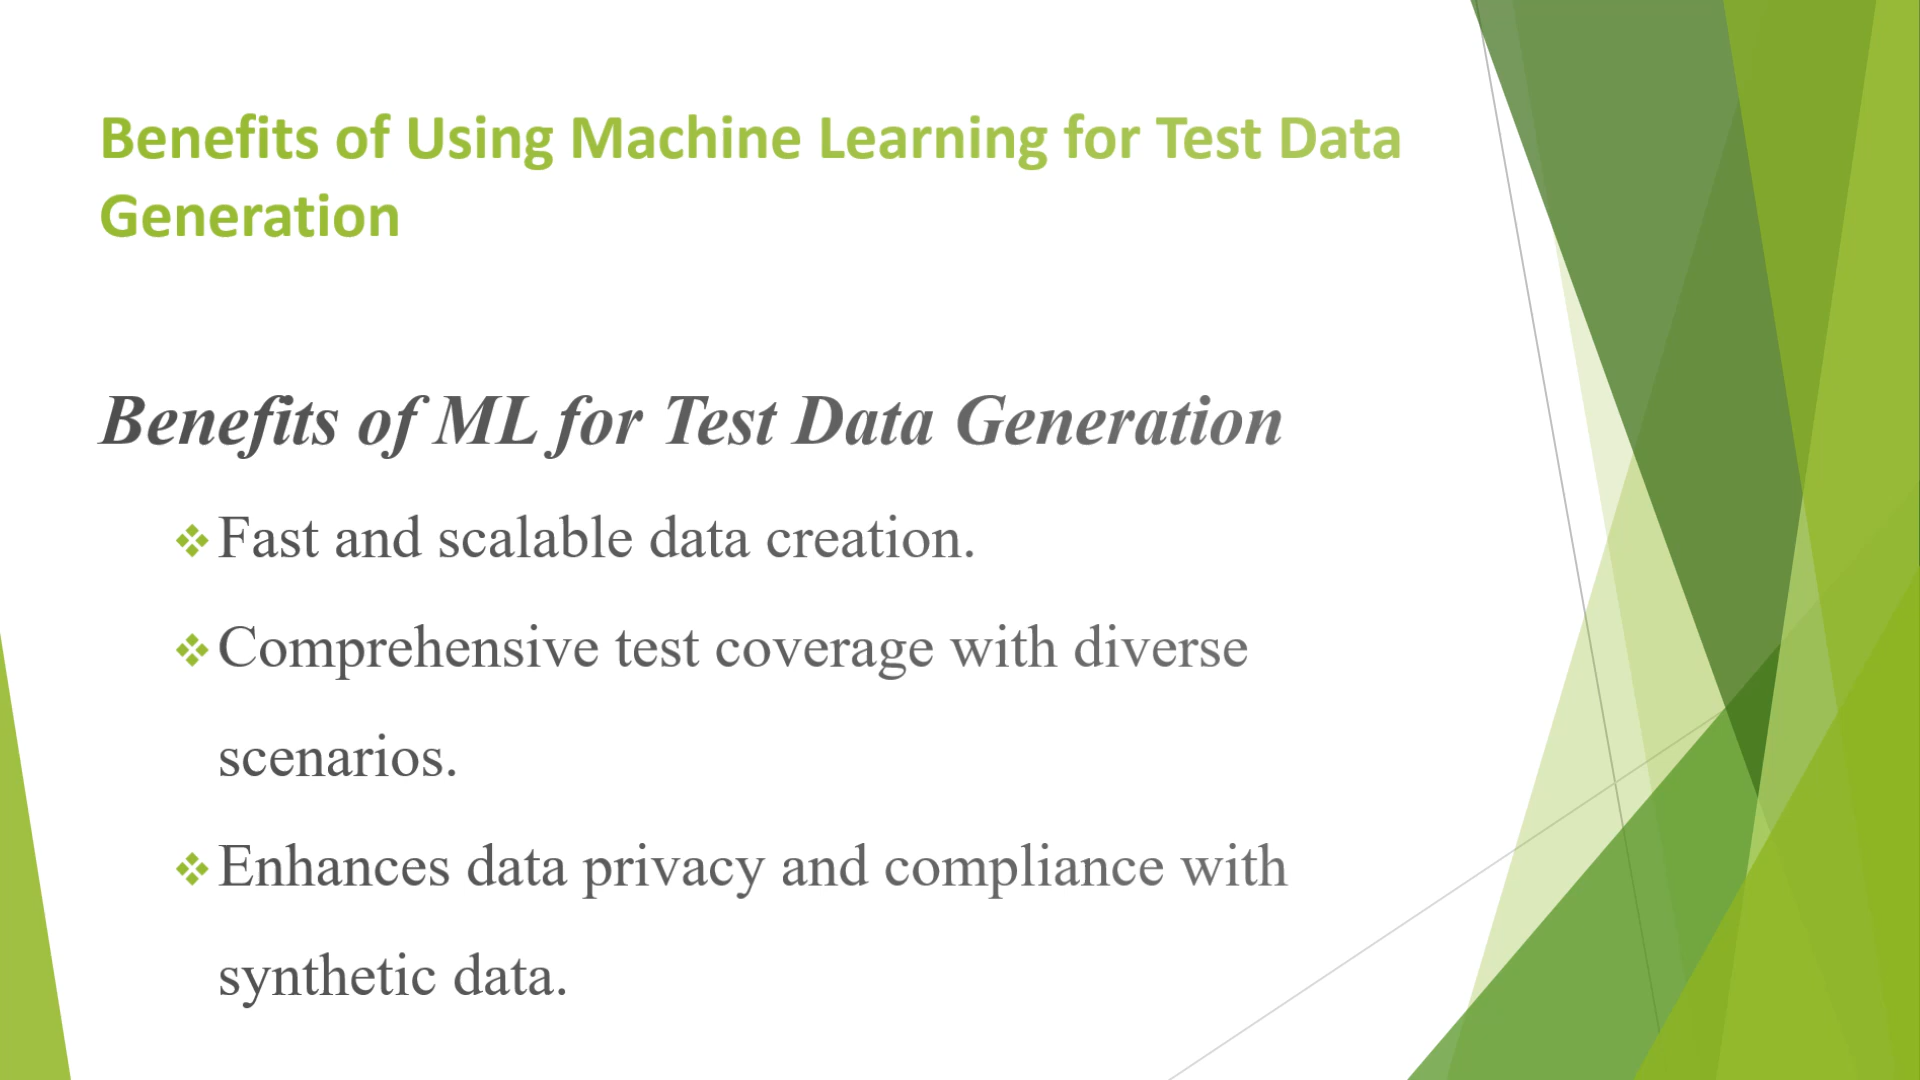 Benefits of Using Machine Learning for Test Data
Generation
Benefits of ML for Test Data Generation
❖Fast and scalable data creation.
❖Comprehensive test coverage with diverse
scenarios.
❖Enhances data privacy and compliance with
synthetic data.